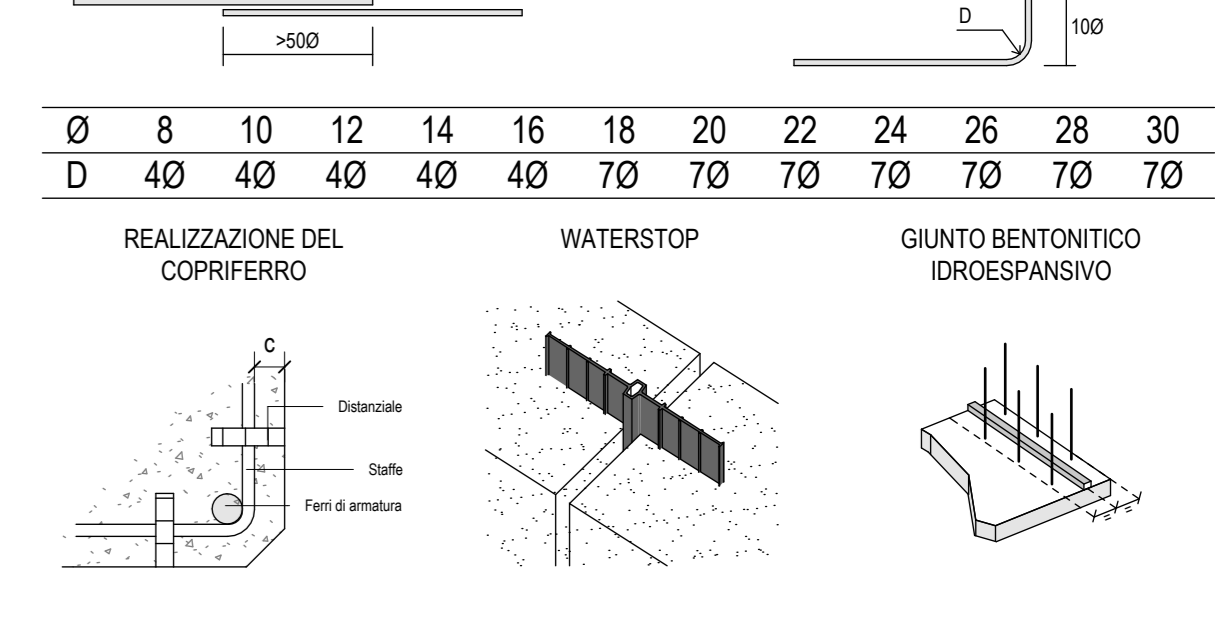 >50Ø
D
10Ø
Ø 8 10 12 14 16 18 20 22 24 26 28 30
D 4Ø 4Ø 4Ø 4Ø 4Ø 7Ø 7Ø 7Ø 7Ø 7Ø 7Ø 7Ø
REALIZZAZIONE DEL
COPRIFERRO
WATERSTOP
GIUNTO BENTONITICO
IDROESPANSIVO
C
Distanziale
Staffe
Ferri di armatura
= =